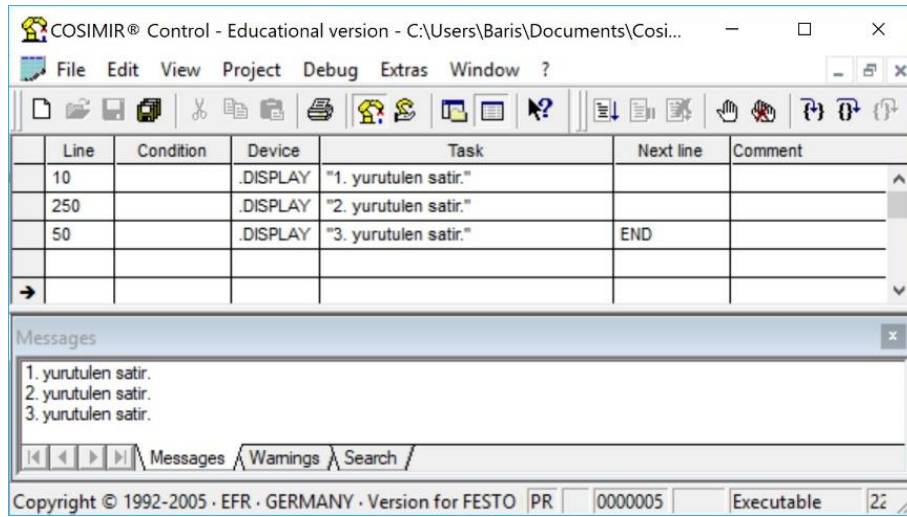 COSIMIR® Control - Educational version - C:\Users\Baris\Documents\Cosi...
File Edit View Project Debug Extras Window ?
Line Condition Device Task Next line Comment
10 .DISPLAY "1. yurutulen satir."
250 .DISPLAY "2. yurutulen satir."
50 .DISPLAY "3. yurutulen satir." END
Messages
1. yurutulen satir.
2. yurutulen satir.
3. yurutulen satir.
Messages Warnings Search
Copyright © 1992-2005 · EFR · GERMANY · Version for FESTO PR 0000005 Executable 22